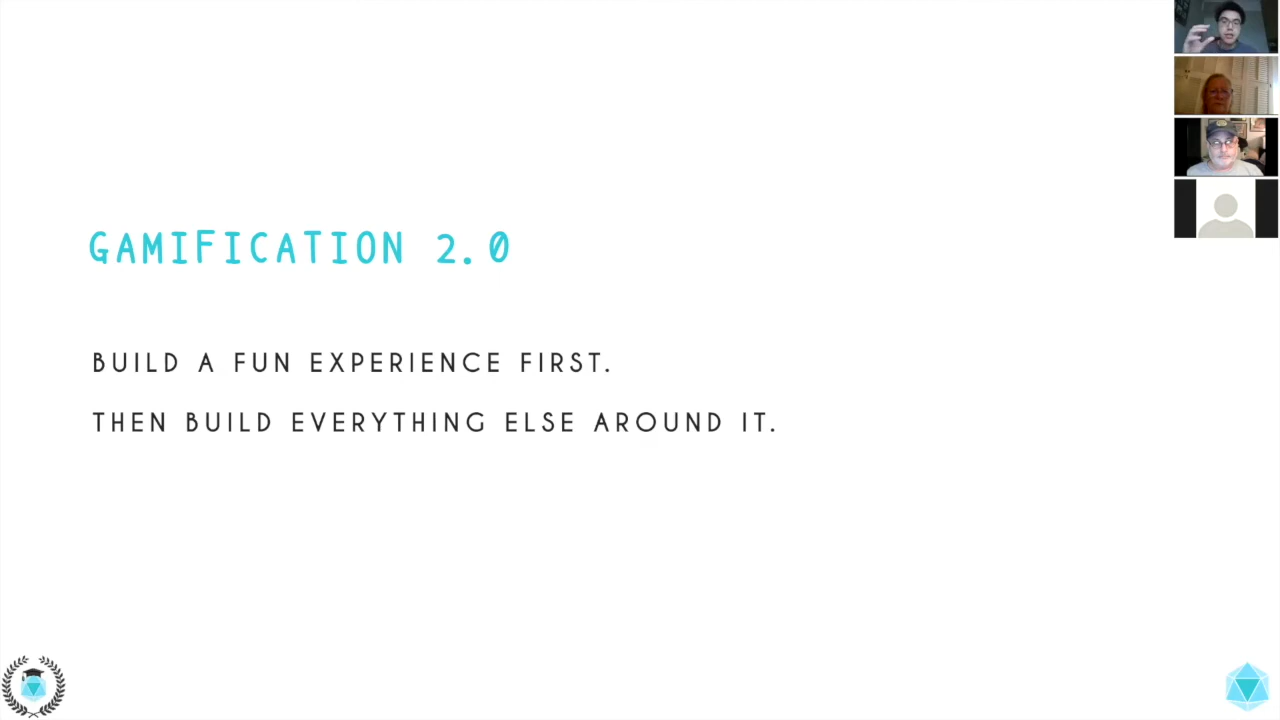 GAMIFICATION 2.0
BUILD A FUN EXPERIENCE FIRST.
THEN BUILD EVERYTHING ELSE AROUND IT.